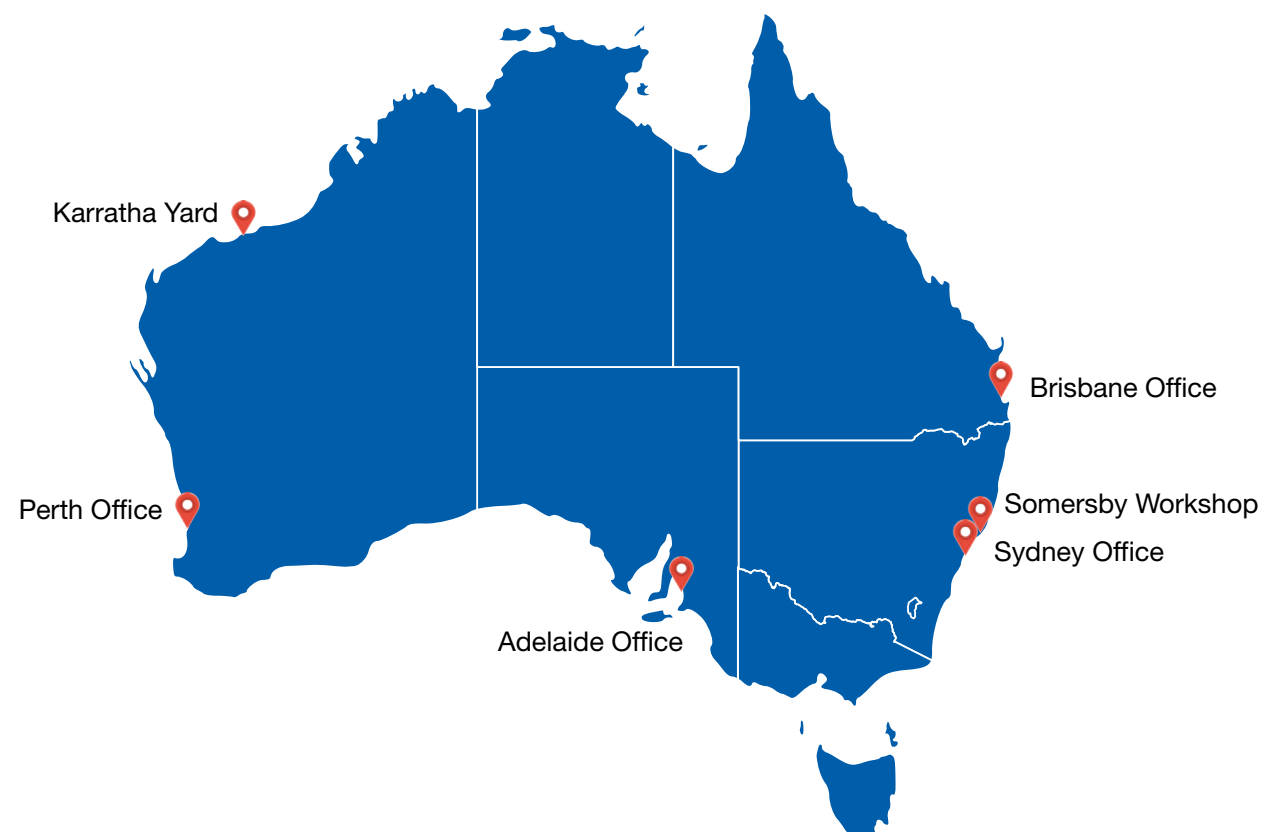 Karratha Yard
Brisbane Office
Perth Office
Somersby Workshop
Sydney Office
Adelaide Office